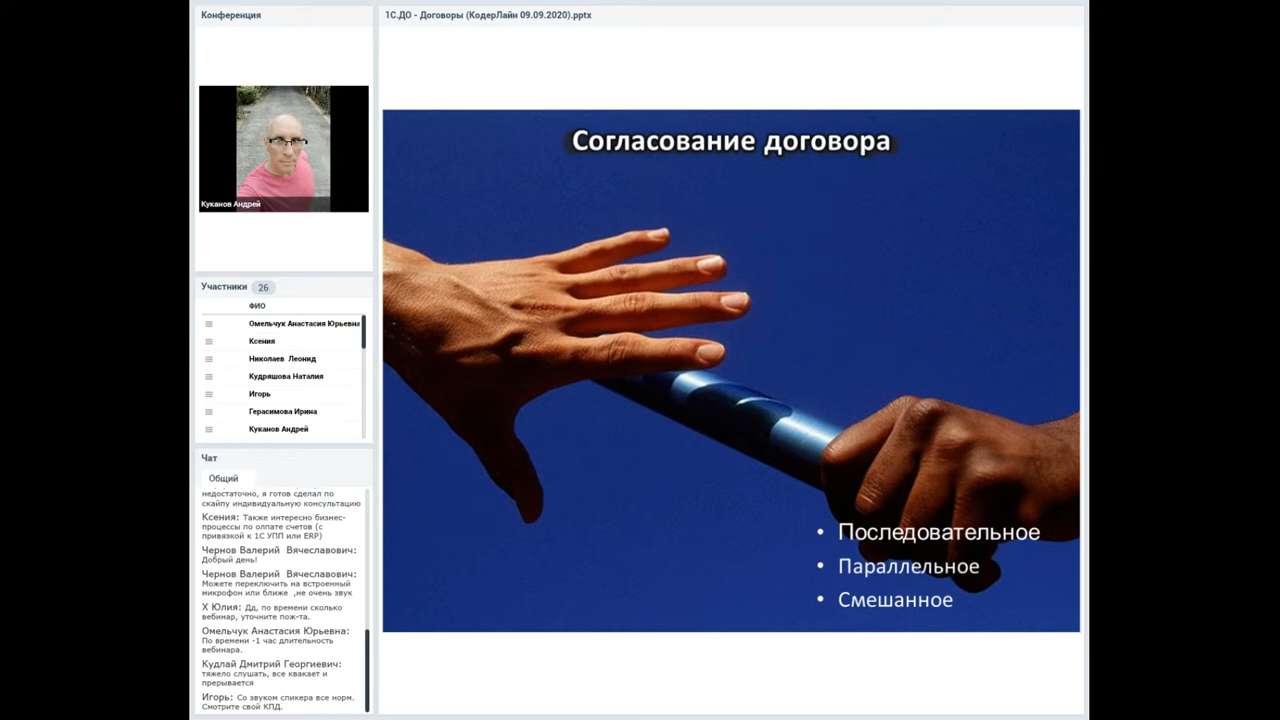 Конференция
1С.ДО - Договоры (КодерЛайн 09.09.2020).pptx
Куканов Андрей
Участники 26
ФИО
Омельчук Анастасия Юрьевна
Ксения
Николаев Леонид
Кудряшова Наталия
Игорь
Герасимова Ирина
Куканов Андрей
Чат
Общий
недостаточно, я готов сделал по
скайпу индивидуальную консультацию
Ксения: Также интересно бизнес-
процессы по олпате счетов (с
привязкой к 1С УПП или ERP)
Чернов Валерий Вячеславович:
Добрый день!
Чернов Валерий Вячеславович:
Можете переключить на встроенный
микрофон или ближе ,не очень звук
Х Юлия: Дд, по времени сколько
вебинар, уточните пож-та.
Омельчук Анастасия Юрьевна:
По времени -1 час длительность
вебинара.
Кудлай Дмитрий Георгиевич:
тяжело слушать, все квакает и
прерывается
Игорь: Со звуком спикера все норм.
Смотрите свой КПД.
Согласование договора
• Последовательное
• Параллельное
• Смешанное